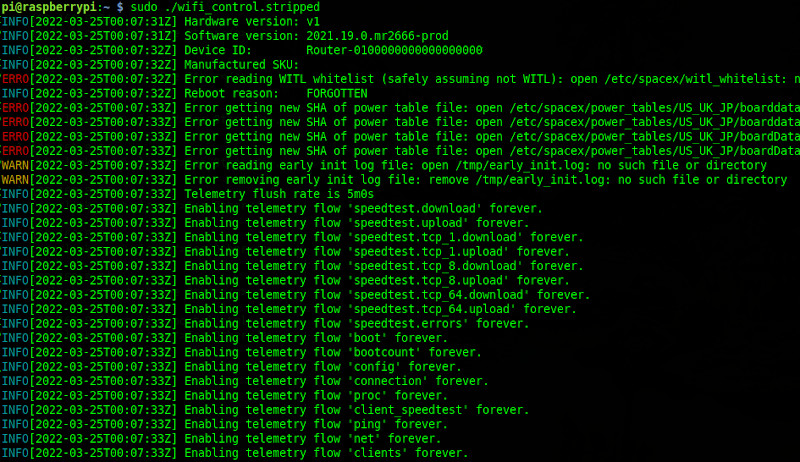 pi@raspberrypi:~ $ sudo ./wifi_control.stripped
INFO[2022-03-25T00:07:31Z] Hardware version: v1
INFO[2022-03-25T00:07:31Z] Software version: 2021.19.0.mr2666-prod
INFO[2022-03-25T00:07:32Z] Device ID: Router-0100000000000000000
INFO[2022-03-25T00:07:32Z] Manufactured SKU:
ERRO[2022-03-25T00:07:32Z] Error reading WITL whitelist (safely assuming not WITL): open /etc/spacex/witl_whitelist: n
INFO[2022-03-25T00:07:32Z] Reboot reason: FORGOTTEN
ERRO[2022-03-25T00:07:33Z] Error getting new SHA of power table file: open /etc/spacex/power_tables/US_UK_JP/boarddata
ERRO[2022-03-25T00:07:33Z] Error getting new SHA of power table file: open /etc/spacex/power_tables/US_UK_JP/boarddata
ERRO[2022-03-25T00:07:33Z] Error getting new SHA of power table file: open /etc/spacex/power_tables/US_UK_JP/boardData
ERRO[2022-03-25T00:07:33Z] Error getting new SHA of power table file: open /etc/spacex/power_tables/US_UK_JP/boardData
WARN[2022-03-25T00:07:33Z] Error reading early init log file: open /tmp/early_init.log: no such file or directory
WARN[2022-03-25T00:07:33Z] Error removing early init log file: remove /tmp/early_init.log: no such file or directory
INFO[2022-03-25T00:07:33Z] Telemetry flush rate is 5m0s
INFO[2022-03-25T00:07:33Z] Enabling telemetry flow 'speedtest.download' forever.
INFO[2022-03-25T00:07:33Z] Enabling telemetry flow 'speedtest.upload' forever.
INFO[2022-03-25T00:07:33Z] Enabling telemetry flow 'speedtest.tcp_1.download' forever.
INFO[2022-03-25T00:07:33Z] Enabling telemetry flow 'speedtest.tcp_1.upload' forever.
INFO[2022-03-25T00:07:33Z] Enabling telemetry flow 'speedtest.tcp_8.download' forever.
INFO[2022-03-25T00:07:33Z] Enabling telemetry flow 'speedtest.tcp_8.upload' forever.
INFO[2022-03-25T00:07:33Z] Enabling telemetry flow 'speedtest.tcp_64.download' forever.
INFO[2022-03-25T00:07:33Z] Enabling telemetry flow 'speedtest.tcp_64.upload' forever.
INFO[2022-03-25T00:07:33Z] Enabling telemetry flow 'speedtest.errors' forever.
INFO[2022-03-25T00:07:33Z] Enabling telemetry flow 'boot' forever.
INFO[2022-03-25T00:07:33Z] Enabling telemetry flow 'bootcount' forever.
INFO[2022-03-25T00:07:33Z] Enabling telemetry flow 'config' forever.
INFO[2022-03-25T00:07:33Z] Enabling telemetry flow 'connection' forever.
INFO[2022-03-25T00:07:33Z] Enabling telemetry flow 'proc' forever.
INFO[2022-03-25T00:07:33Z] Enabling telemetry flow 'client_speedtest' forever.
INFO[2022-03-25T00:07:33Z] Enabling telemetry flow 'ping' forever.
INFO[2022-03-25T00:07:33Z] Enabling telemetry flow 'net' forever.
INFO[2022-03-25T00:07:33Z] Enabling telemetry flow 'clients' forever.